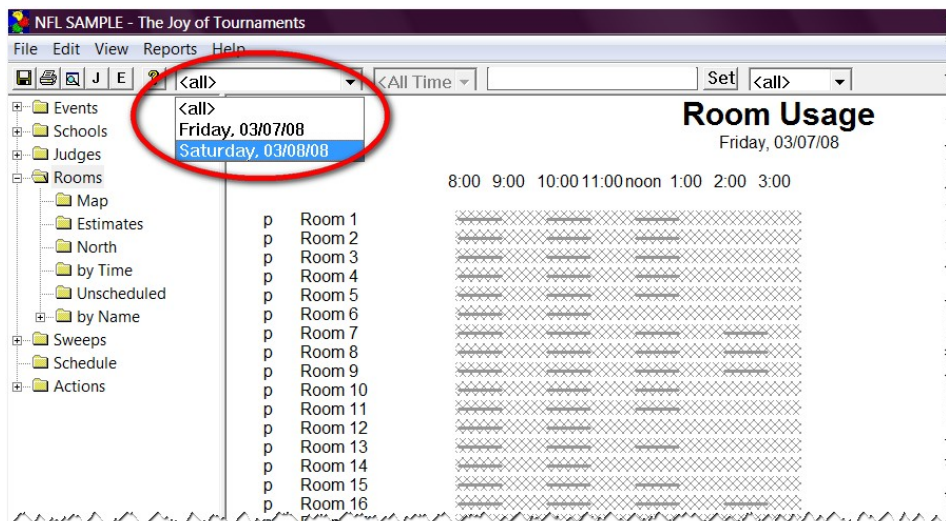 NFL SAMPLE - The Joy of Tournaments
File Edit View Reports Help
J E ? <all> <All Time Set <all>
<all>
Friday, 03/07/08
Saturday, 03/08/08
Events
Schools
Judges
Rooms
Map
Estimates
North
by Time
Unscheduled
by Name
Sweeps
Schedule
Actions
Room Usage
Friday, 03/07/08
8:00 9:00 10:00 11:00 noon 1:00 2:00 3:00
p Room 1
p Room 2
p Room 3
p Room 4
p Room 5
p Room 6
p Room 7
p Room 8
p Room 9
p Room 10
p Room 11
p Room 12
p Room 13
p Room 14
p Room 15
p Room 16